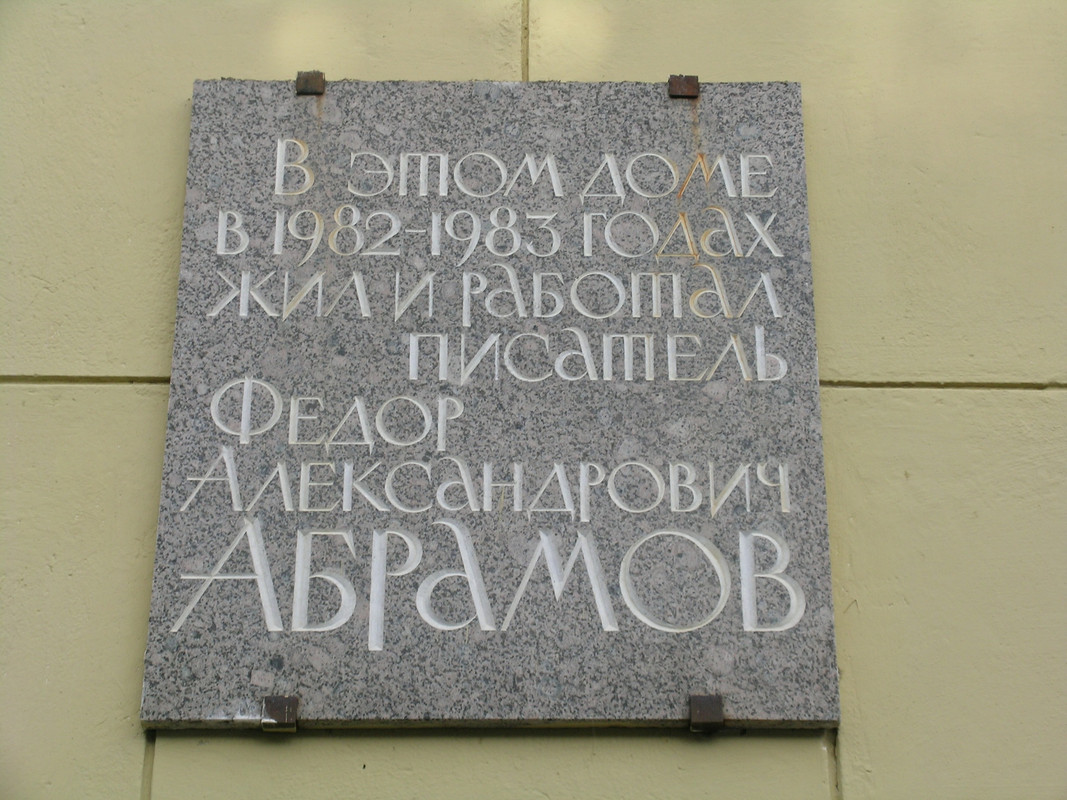 В этом доме
в 1982-1983 годах
жил и работал
писатель
Федор
Александрович
Абрамов